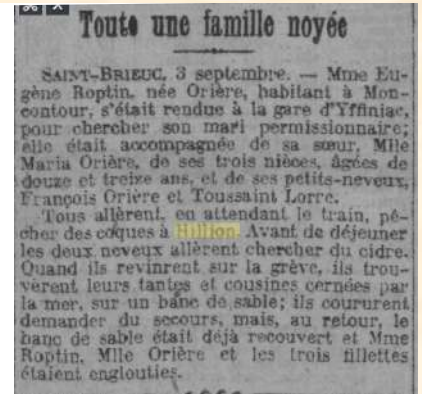 Toute une famille noyée
SAINT-BRIEUC, 3 septembre. — Mme Eu-
gène Roptin, née Orière, habitant à Mon-
contour, s'était rendue à la gare d'Yffiniac,
pour chercher son mari permissionnaire;
elle était accompagnée de sa sœur, Mlle
Maria Orière, de ses trois nièces, âgées de
douze et treize ans, et de ses petits-neveux,
François Orière et Toussaint Lorre.
Tous allèrent, en attendant le train, pê-
cher des coques à Hillion. Avant de déjeuner
les deux neveux allèrent chercher du cidre.
Quand ils revinrent sur la grève, ils trou-
vèrent leurs tantes et cousines cernées par
la mer, sur un banc de sable; ils coururent
demander du secours, mais, au retour, le
banc de sable était déjà recouvert et Mme
Roptin, Mlle Orière et les trois fillettes
étaient englouties.